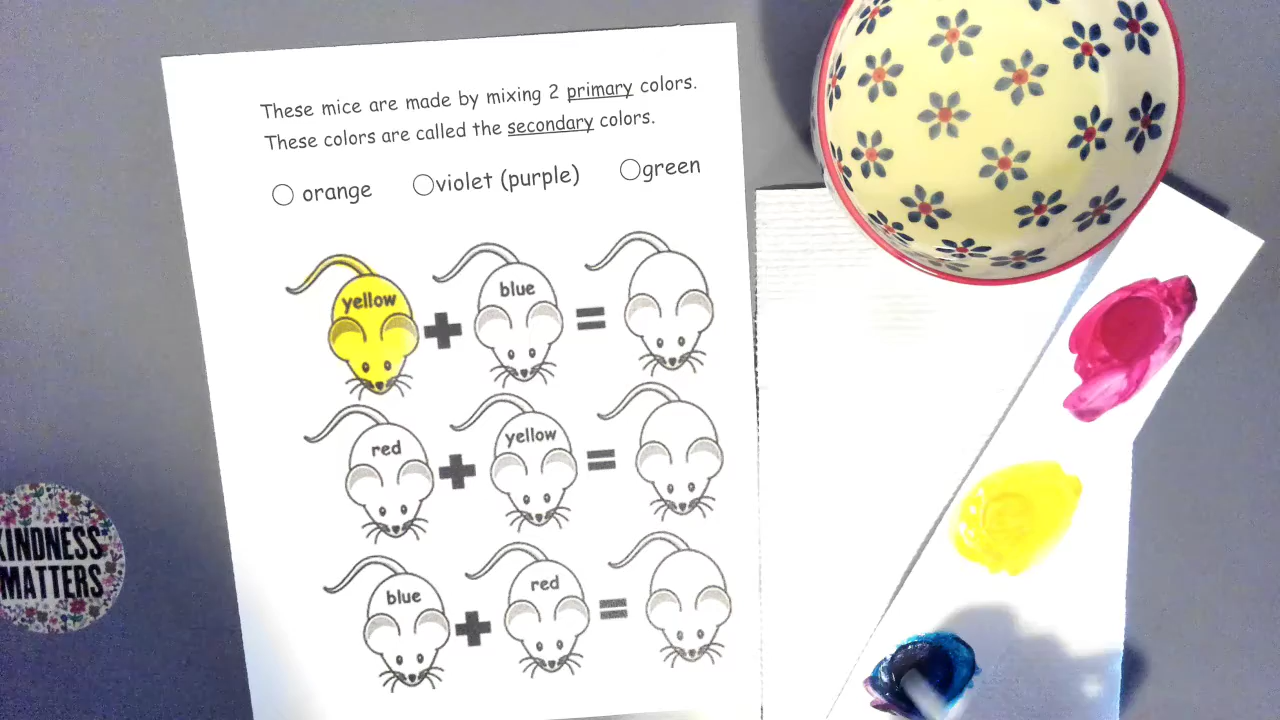 These mice are made by mixing 2 primary colors.
These colors are called the secondary colors.
orange violet (purple) green
yellow + blue =
red + yellow =
blue + red =
KINDNESS
MATTERS